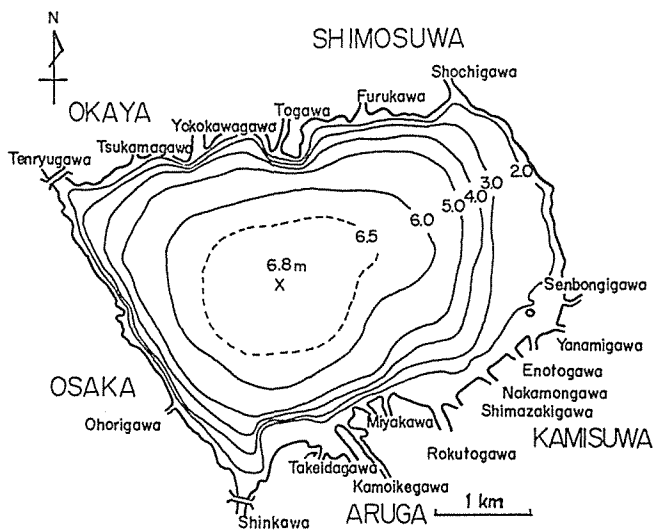 N
SHIMOSUWA
Shochigawa
Furukawa
Togawa
OKAYA
Yokokawagawa
Tsukamagawa
Tenryugawa
2.0
3.0
4.0
5.0
6.0
6.5
6.8m
X
Senbongigawa
Yanamigawa
Enotogawa
Nakamongawa
Shimazakigawa
KAMISUWA
OSAKA
Ohorigawa
Miyakawa
Rokutogawa
Takeidagawa
Kamoikegawa
ARUGA
1 km
Shinkawa